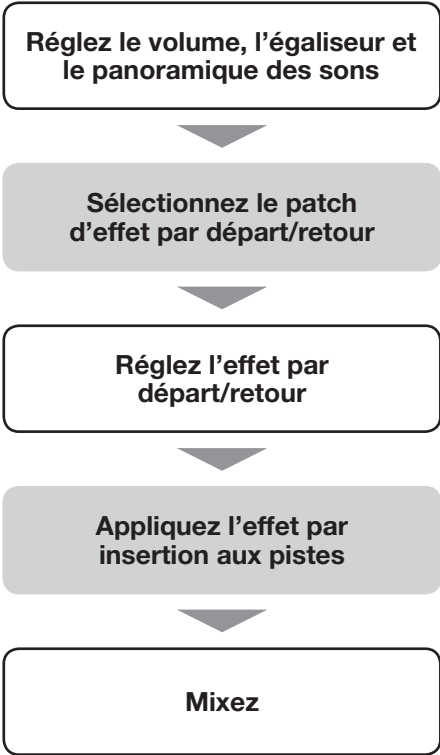 Réglez le volume, l’égaliseur et
le panoramique des sons
Sélectionnez le patch
d’effet par départ/retour
Réglez l’effet par
départ/retour
Appliquez l’effet par
insertion aux pistes
Mixez